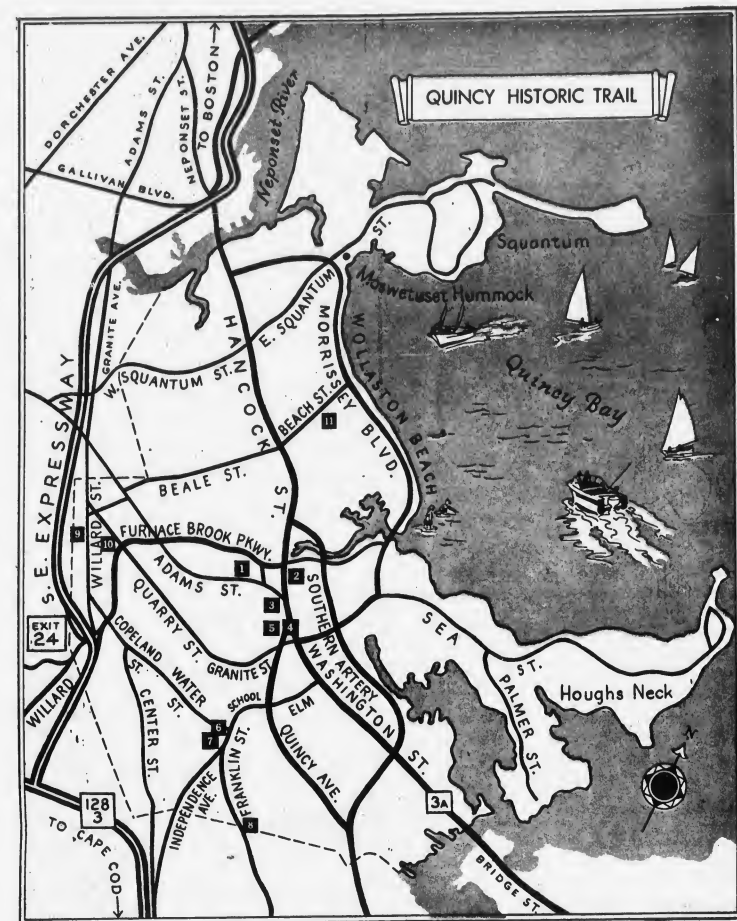 QUINCY HISTORIC TRAIL
DORCHESTER AVE.
ADAMS ST.
NEPONSET ST.
TO BOSTON
GALLIVAN BLVD.
Neponset River
Squantum
Moswetuset Hummock
E. SQUANTUM ST.
W. SQUANTUM ST.
GRANITE AVE.
S. E. EXPRESSWAY
HANCOCK ST.
MORRISSEY BLVD.
WOLLASTON BEACH
Quincy Bay
BEACH ST.
11
BEALE ST.
WILLARD ST.
9
10
FURNACE BROOK PKWY.
1
2
ADAMS ST.
3
5
4
QUARRY ST.
GRANITE ST.
SOUTHERN ARTERY
WASHINGTON ST.
SEA ST.
PALMER ST.
Houghs Neck
EXIT
24
WILLARD
COPELAND ST.
WATER ST.
CENTER ST.
SCHOOL
ELM
6
7
INDEPENDENCE AVE.
FRANKLIN ST.
8
QUINCY AVE.
3A
BRIDGE ST.
N
128
3
TO CAPE COD